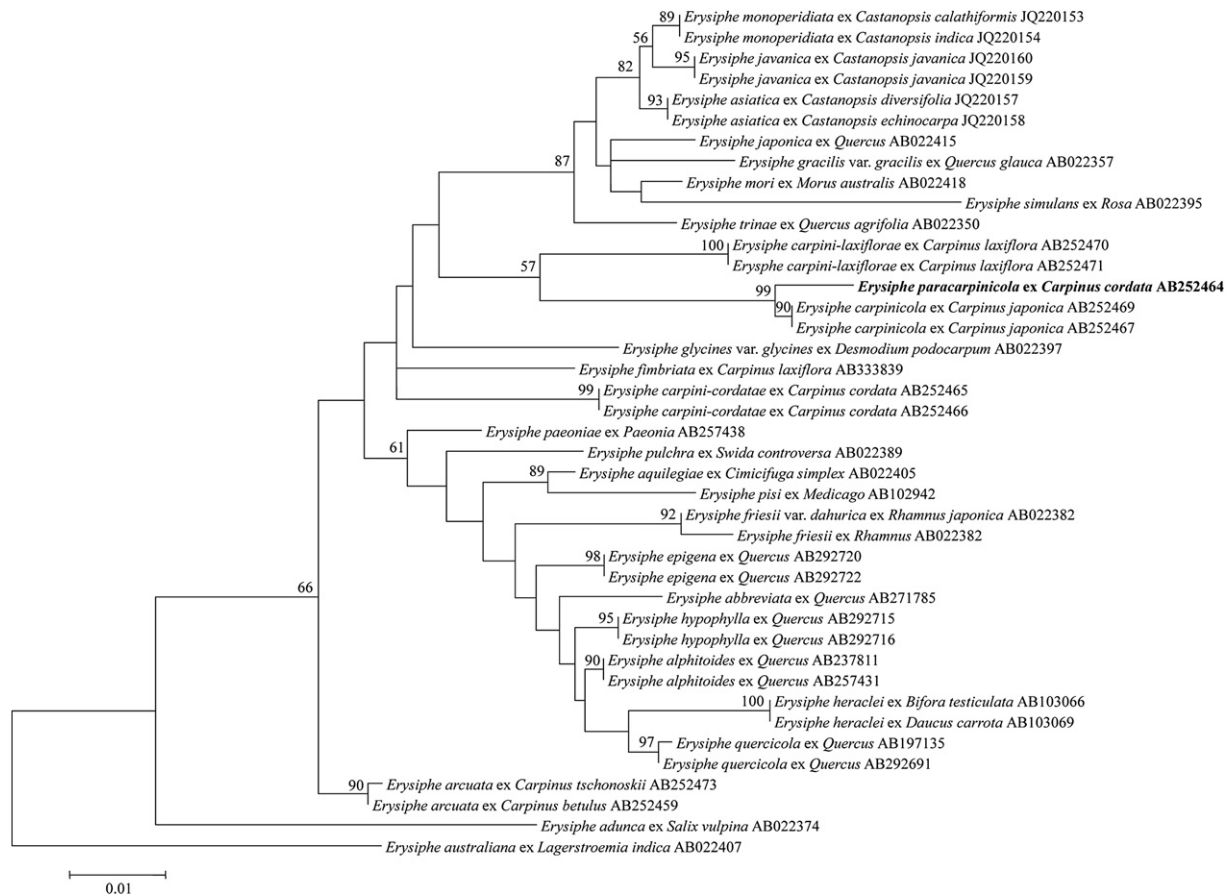 89
Erysiphe monoperidiata ex Castanopsis calathiformis JQ220153
Erysiphe monoperidiata ex Castanopsis indica JQ220154
56
95
Erysiphe javanica ex Castanopsis javanica JQ220160
Erysiphe javanica ex Castanopsis javanica JQ220159
82
93
Erysiphe asiatica ex Castanopsis diversifolia JQ220157
Erysiphe asiatica ex Castanopsis echinocarpa JQ220158
Erysiphe japonica ex Quercus AB022415
87
Erysiphe gracilis var. gracilis ex Quercus glauca AB022357
Erysiphe mori ex Morus australis AB022418
Erysiphe simulans ex Rosa AB022395
Erysiphe trinae ex Quercus agrifolia AB022350
100
Erysiphe carpini-laxiflorae ex Carpinus laxiflora AB252470
Erysphe carpini-laxiflorae ex Carpinus laxiflora AB252471
57
99
Erysiphe paracarpinicola ex Carpinus cordata AB252464
90
Erysiphe carpinicola ex Carpinus japonica AB252469
Erysiphe carpinicola ex Carpinus japonica AB252467
Erysiphe glycines var. glycines ex Desmodium podocarpum AB022397
Erysiphe fimbriata ex Carpinus laxiflora AB333839
99
Erysiphe carpini-cordatae ex Carpinus cordata AB252465
Erysiphe carpini-cordatae ex Carpinus cordata AB252466
61
Erysiphe paeoniae ex Paeonia AB257438
Erysiphe pulchra ex Swida controversa AB022389
89
Erysiphe aquilegiae ex Cimicifuga simplex AB022405
Erysiphe pisi ex Medicago AB102942
92
Erysiphe friesii var. dahurica ex Rhamnus japonica AB022382
Erysiphe friesii ex Rhamnus AB022382
98
Erysiphe epigena ex Quercus AB292720
Erysiphe epigena ex Quercus AB292722
66
Erysiphe abbreviata ex Quercus AB271785
95
Erysiphe hypophylla ex Quercus AB292715
Erysiphe hypophylla ex Quercus AB292716
90
Erysiphe alphitoides ex Quercus AB237811
Erysiphe alphitoides ex Quercus AB257431
100
Erysiphe heraclei ex Bifora testiculata AB103066
Erysiphe heraclei ex Daucus carrota AB103069
97
Erysiphe quercicola ex Quercus AB197135
Erysiphe quercicola ex Quercus AB292691
90
Erysiphe arcuata ex Carpinus tschonoskii AB252473
Erysiphe arcuata ex Carpinus betulus AB252459
Erysiphe adunca ex Salix vulpina AB022374
Erysiphe australiana ex Lagerstroemia indica AB022407
0.01